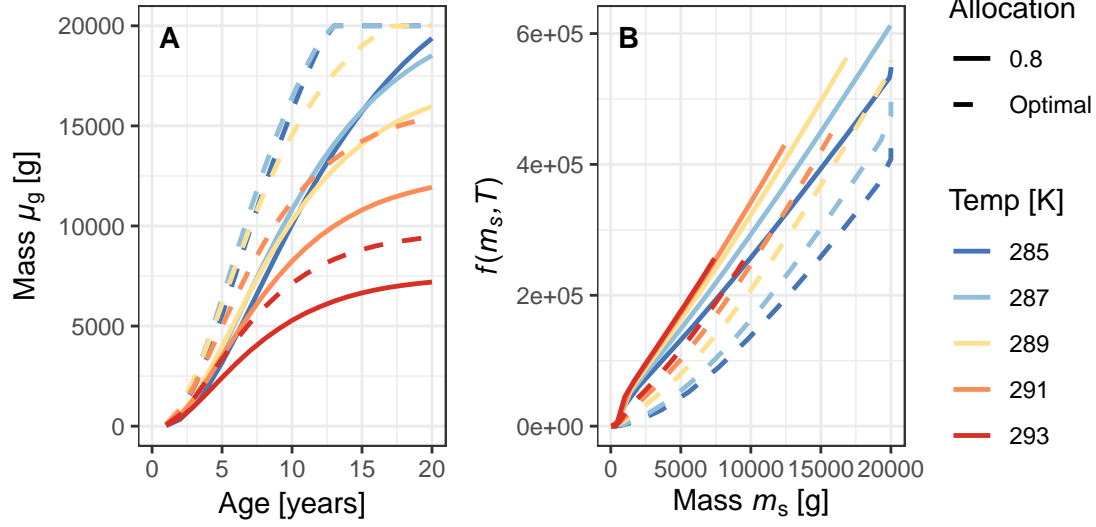 A
20000
15000
10000
5000
0
0
5
10
15
20
Mass μg [g]
Age [years]
B
6e+05
4e+05
2e+05
0e+00
0
5000
10000
15000
20000
f(ms, T)
Mass ms [g]
Allocation
0.8
Optimal
Temp [K]
285
287
289
291
293